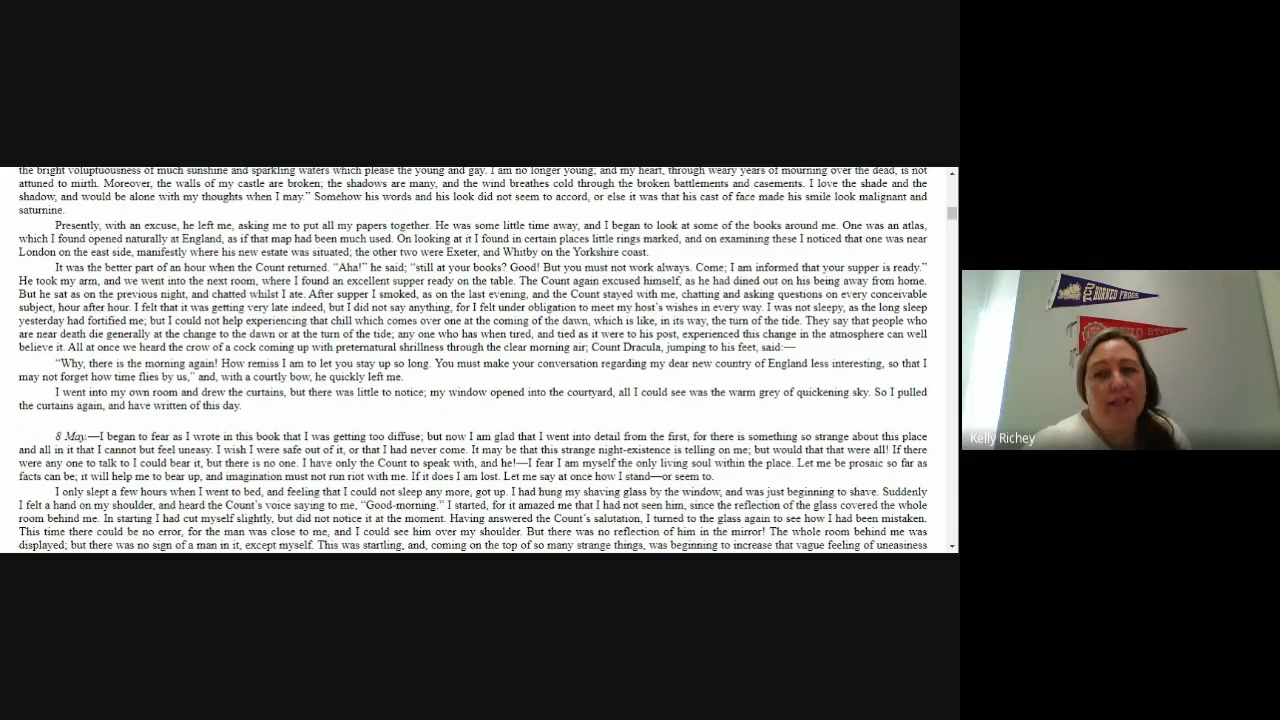 the bright voluptuousness of much sunshine and sparkling waters which please the young and gay. I am no longer young; and my heart, through weary years of mourning over the dead, is not
attuned to mirth. Moreover, the walls of my castle are broken; the shadows are many, and the wind breathes cold through the broken battlements and casements. I love the shade and the
shadow, and would be alone with my thoughts when I may.” Somehow his words and his look did not seem to accord, or else it was that his cast of face made his smile look malignant and
saturnine.
Presently, with an excuse, he left me, asking me to put all my papers together. He was some little time away, and I began to look at some of the books around me. One was an atlas,
which I found opened naturally at England, as if that map had been much used. On looking at it I found in certain places little rings marked, and on examining these I noticed that one was near
London on the east side, manifestly where his new estate was situated; the other two were Exeter, and Whitby on the Yorkshire coast.
It was the better part of an hour when the Count returned. “Aha!” he said; “still at your books? Good! But you must not work always. Come; I am informed that your supper is ready.”
He took my arm, and we went into the next room, where I found an excellent supper ready on the table. The Count again excused himself, as he had dined out on his being away from home.
But he sat as on the previous night, and chatted whilst I ate. After supper I smoked, as on the last evening, and the Count stayed with me, chatting and asking questions on every conceivable
subject, hour after hour. I felt that it was getting very late indeed, but I did not say anything, for I felt under obligation to meet my host’s wishes in every way. I was not sleepy, as the long sleep
yesterday had fortified me; but I could not help experiencing that chill which comes over one at the coming of the dawn, which is like, in its way, the turn of the tide. They say that people who
are near death die generally at the change to the dawn or at the turn of the tide; any one who has when tired, and tied as it were to his post, experienced this change in the atmosphere can well
believe it. All at once we heard the crow of a cock coming up with preternatural shrillness through the clear morning air; Count Dracula, jumping to his feet, said:—
“Why, there is the morning again! How remiss I am to let you stay up so long. You must make your conversation regarding my dear new country of England less interesting, so that I
may not forget how time flies by us,” and, with a courtly bow, he quickly left me.
I went into my own room and drew the curtains, but there was little to notice; my window opened into the courtyard, all I could see was the warm grey of quickening sky. So I pulled
the curtains again, and have written of this day.
8 May.—I began to fear as I wrote in this book that I was getting too diffuse; but now I am glad that I went into detail from the first, for there is something so strange about this place
and all in it that I cannot but feel uneasy. I wish I were safe out of it, or that I had never come. It may be that this strange night-existence is telling on me; but would that that were all! If there
were any one to talk to I could bear it, but there is no one. I have only the Count to speak with, and he!—I fear I am myself the only living soul within the place. Let me be prosaic so far as
facts can be; it will help me to bear up, and imagination must not run riot with me. If it does I am lost. Let me say at once how I stand—or seem to.
I only slept a few hours when I went to bed, and feeling that I could not sleep any more, got up. I had hung my shaving glass by the window, and was just beginning to shave. Suddenly
I felt a hand on my shoulder, and heard the Count’s voice saying to me, “Good-morning.” I started, for it amazed me that I had not seen him, since the reflection of the glass covered the whole
room behind me. In starting I had cut myself slightly, but did not notice it at the moment. Having answered the Count’s salutation, I turned to the glass again to see how I had been mistaken.
This time there could be no error, for the man was close to me, and I could see him over my shoulder. But there was no reflection of him in the mirror! The whole room behind me was
displayed; but there was no sign of a man in it, except myself. This was startling, and, coming on the top of so many strange things, was beginning to increase that vague feeling of uneasiness
TCU HORNED FROGS
Kelly Richey